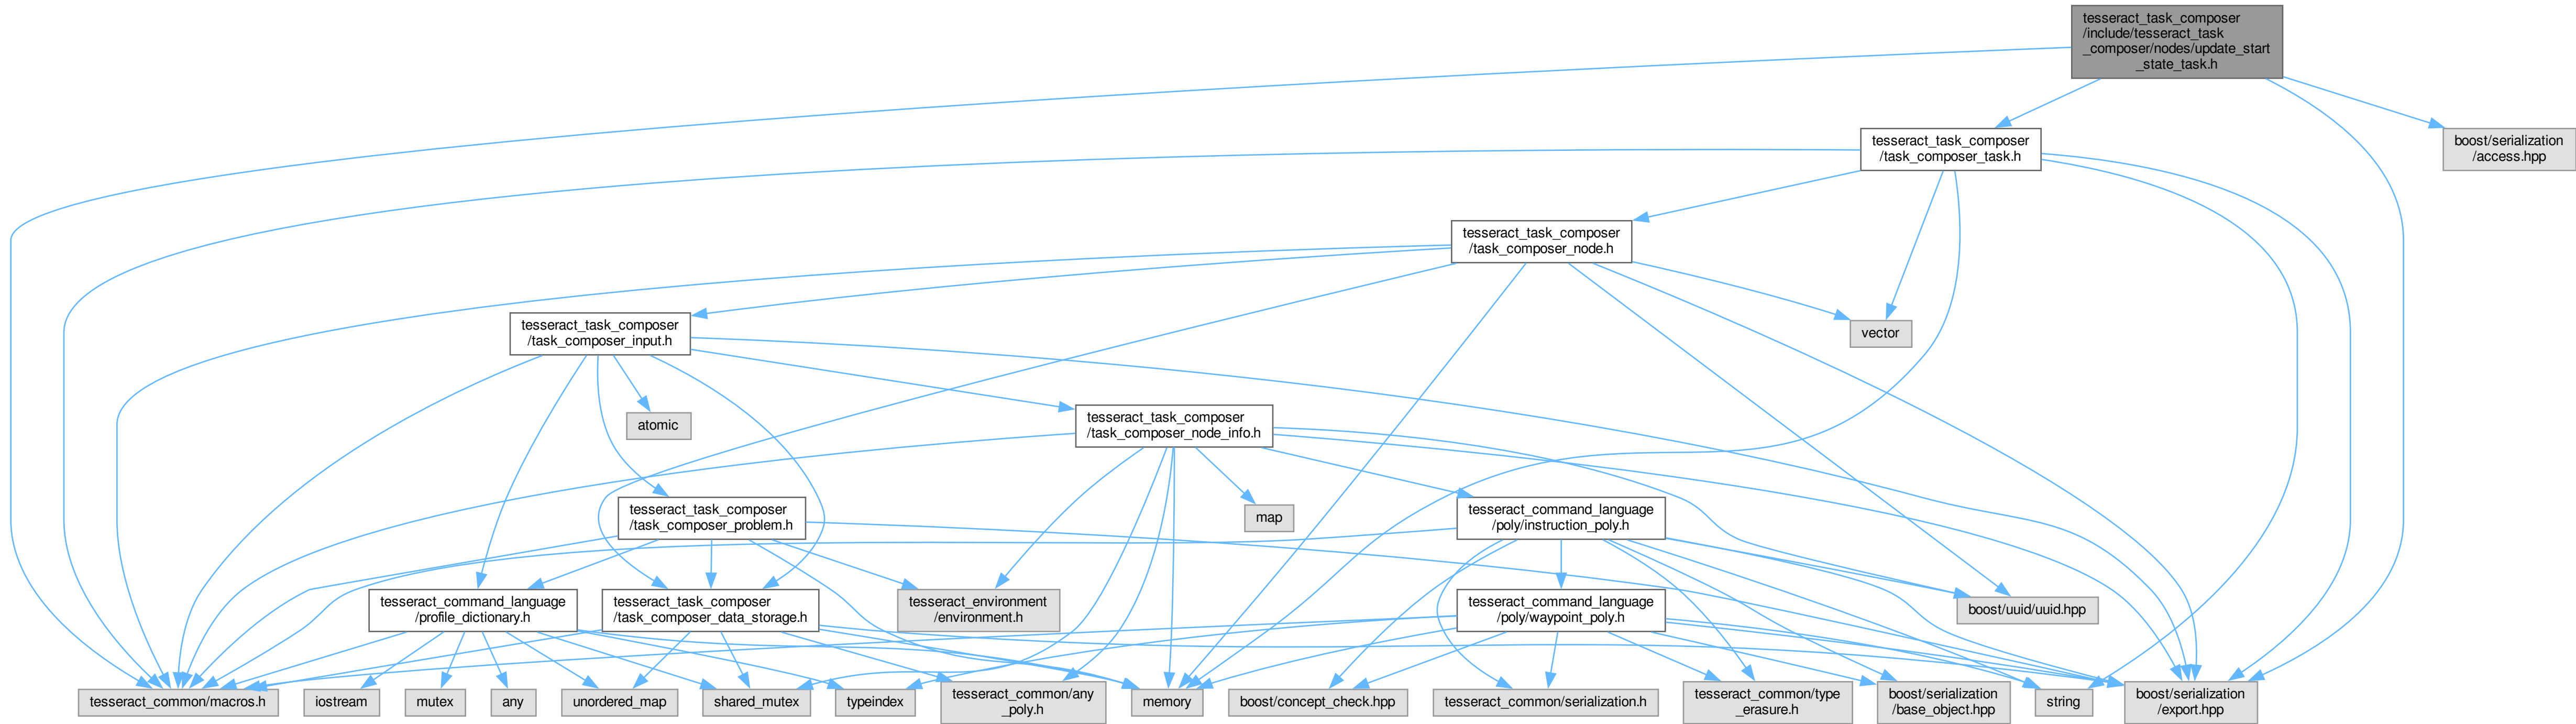 tesseract_task_composer
/include/tesseract_task
_composer/nodes/update_start
_state_task.h
tesseract_task_composer
/task_composer_task.h
boost/serialization
/access.hpp
tesseract_task_composer
/task_composer_node.h
tesseract_task_composer
/task_composer_input.h
vector
atomic
tesseract_task_composer
/task_composer_node_info.h
tesseract_task_composer
/task_composer_problem.h
map
tesseract_command_language
/poly/instruction_poly.h
tesseract_command_language
/profile_dictionary.h
tesseract_task_composer
/task_composer_data_storage.h
tesseract_environment
/environment.h
tesseract_command_language
/poly/waypoint_poly.h
boost/uuid/uuid.hpp
tesseract_common/macros.h
iostream
mutex
any
unordered_map
shared_mutex
typeindex
tesseract_common/any
_poly.h
memory
boost/concept_check.hpp
tesseract_common/serialization.h
tesseract_common/type
_erasure.h
boost/serialization
/base_object.hpp
string
boost/serialization
/export.hpp